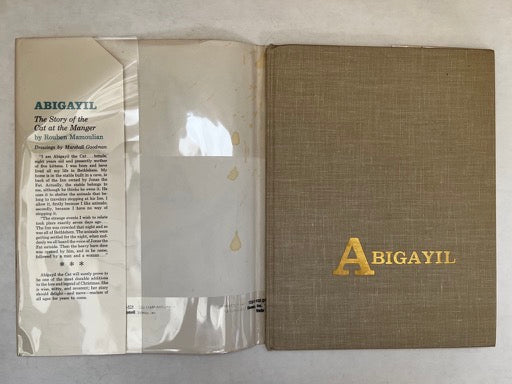 ABIGAYIL
The Story of the
Cat at the Manger
by Rouben Mamoulian
Drawings by Marshall Goodman
"I am Abigayil the Cat . . . female,
eight years old and presently mother
of five kittens. I was born and have
lived all my life in Bethlehem. My
home is in the stable built in a cave, in
back of the inn owned by Jonas the
Fat. Actually, the stable belongs to
me, although he thinks he owns it. He
uses it to shelter the animals that be-
long to travelers stopping at his inn. I
allow it, firstly because I like animals;
secondly, because I have no way of
stopping it.
"The strange events I wish to relate
took place exactly seven days ago.
The inn was crowded that night and so
was all of Bethlehem. The animals were
getting settled for the night, when sud-
denly we all heard the voice of Jonas the
Fat outside. Then the heavy barn door
was opened by him, and in he came,
followed by a man and a woman
* * *
Abigayil the Cat will surely prove to
be one of the most durable additions
to the lore and legend of Christmas. She
is wise, witty, and reverent; her story
should delight—and move—readers of
all ages for years to come.
ABIGAYIL